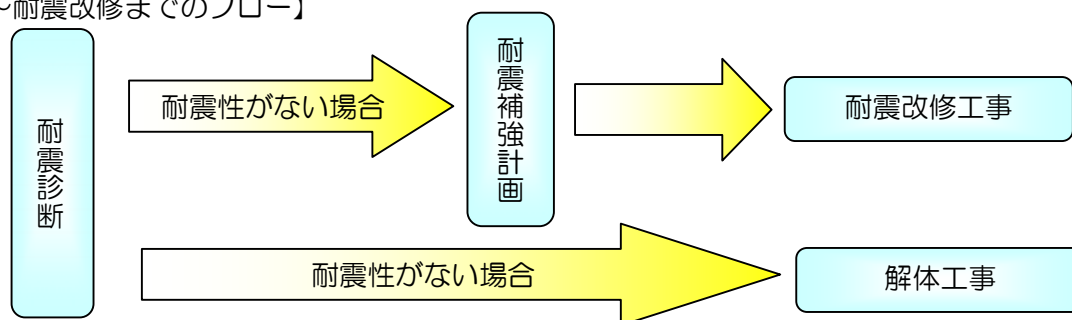 ~耐震改修までのフロー】
耐震診断
耐震性がない場合
耐震補強計画
耐震改修工事
耐震性がない場合
解体工事